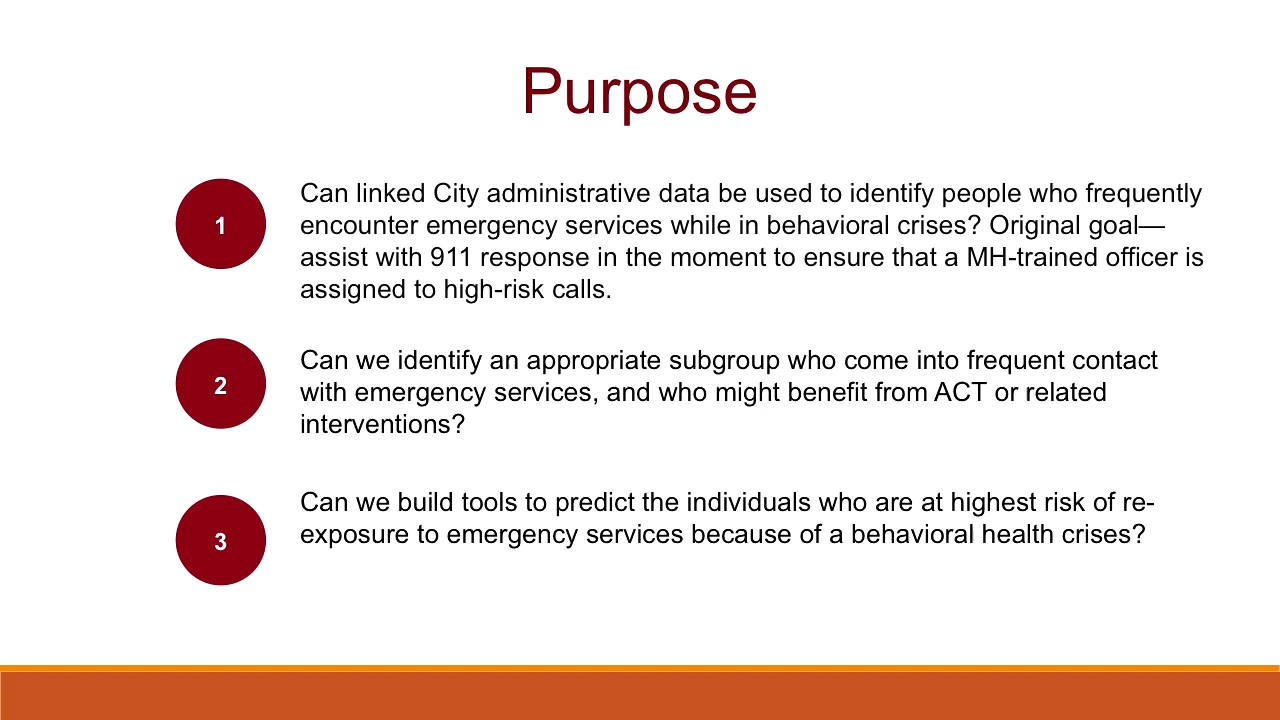 Purpose
1
Can linked City administrative data be used to identify people who frequently
encounter emergency services while in behavioral crises? Original goal—
assist with 911 response in the moment to ensure that a MH-trained officer is
assigned to high-risk calls.
2
Can we identify an appropriate subgroup who come into frequent contact
with emergency services, and who might benefit from ACT or related
interventions?
3
Can we build tools to predict the individuals who are at highest risk of re-
exposure to emergency services because of a behavioral health crises?